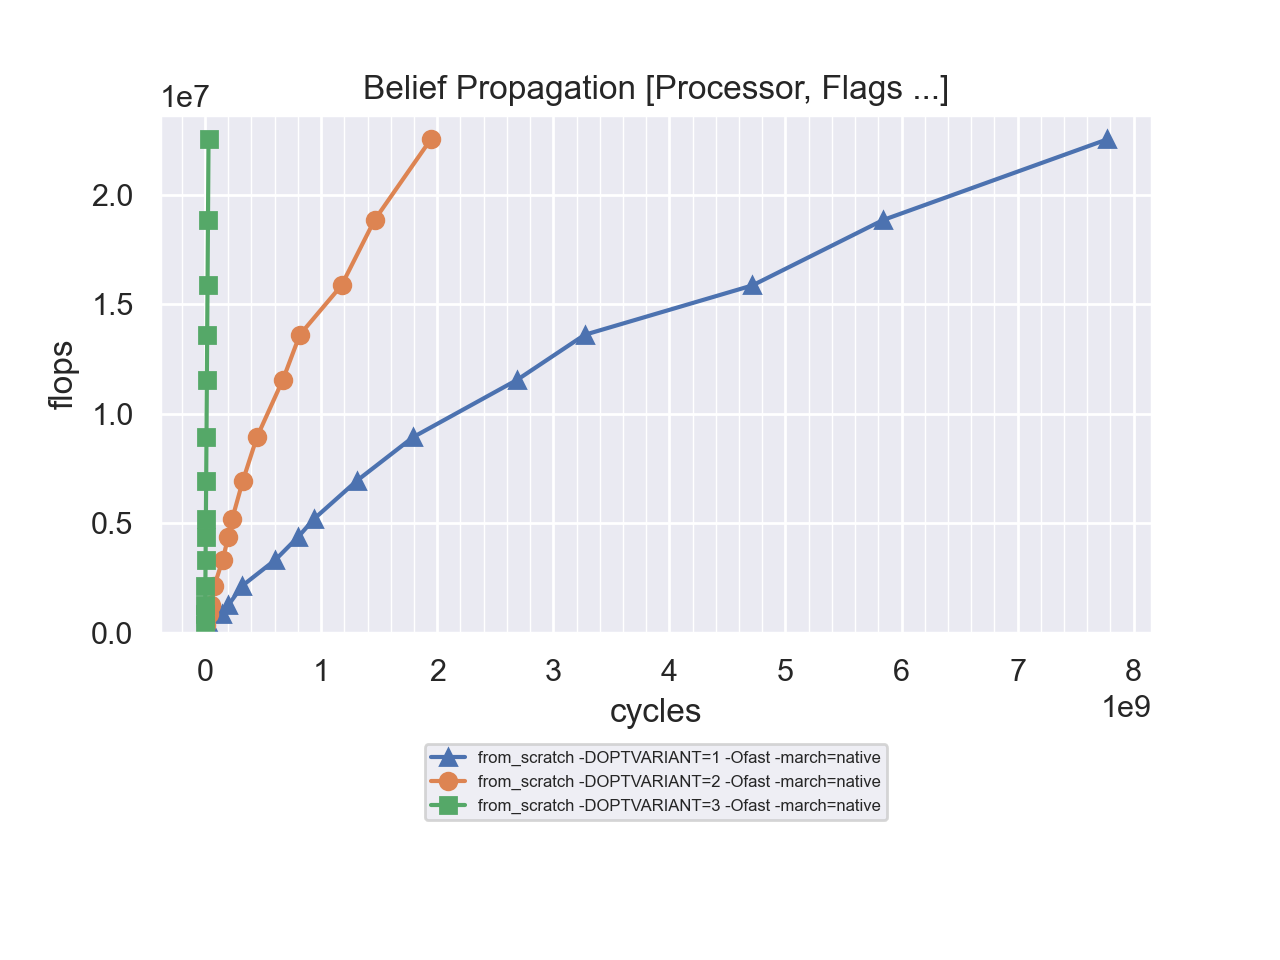 Belief Propagation [Processor, Flags ...]
1e7
2.0
1.5
1.0
0.5
0.0
flops
0 1 2 3 4 5 6 7 8
cycles
1e9
from_scratch -DOPTVARIANT=1 -Ofast -march=native
from_scratch -DOPTVARIANT=2 -Ofast -march=native
from_scratch -DOPTVARIANT=3 -Ofast -march=native